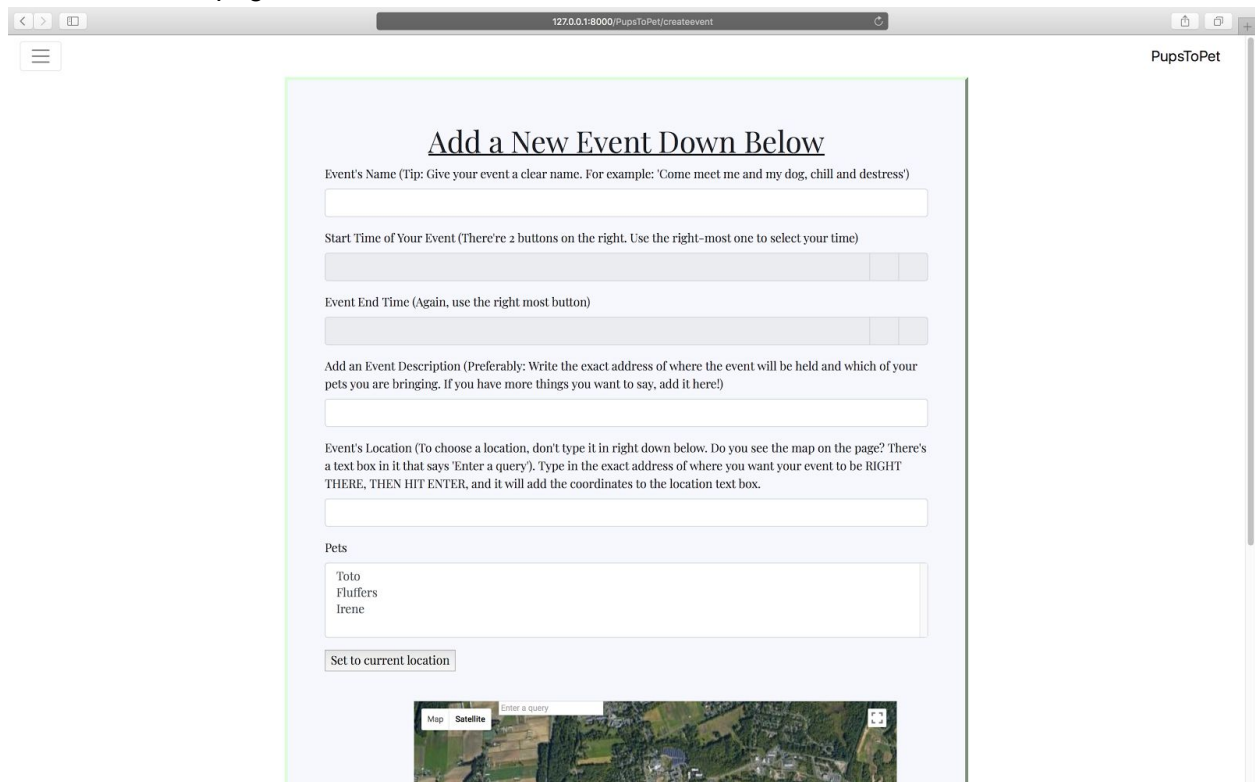 127.0.0.1:8000/PupsToPet/createevent
PupsToPet
Add a New Event Down Below
Event's Name (Tip: Give your event a clear name. For example: 'Come meet me and my dog, chill and destress')
Start Time of Your Event (There're 2 buttons on the right. Use the right-most one to select your time)
Event End Time (Again, use the right most button)
Add an Event Description (Preferably: Write the exact address of where the event will be held and which of your
pets you are bringing. If you have more things you want to say, add it here!)
Event's Location (To choose a location, don't type it in right down below. Do you see the map on the page? There's
a text box in it that says 'Enter a query'). Type in the exact address of where you want your event to be RIGHT
THERE, THEN HIT ENTER, and it will add the coordinates to the location text box.
Pets
Toto
Fluffers
Irene
Set to current location
Map Satellite Enter a query